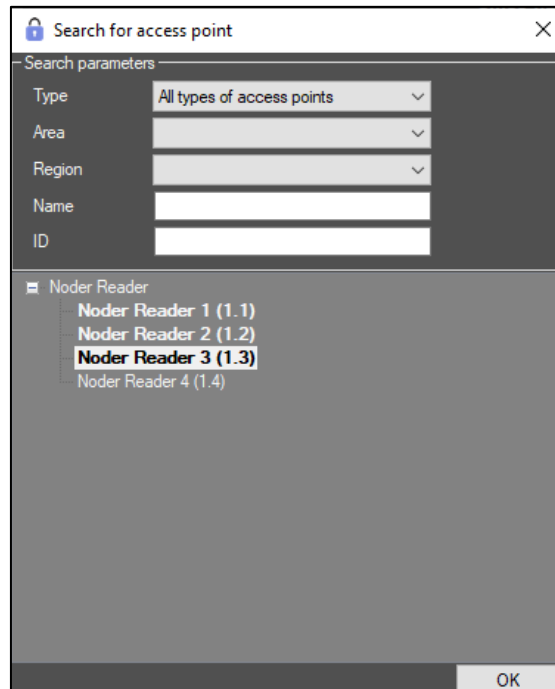 Search for access point
Search parameters
Type All types of access points
Area
Region
Name
ID
Noder Reader
Noder Reader 1 (1.1)
Noder Reader 2 (1.2)
Noder Reader 3 (1.3)
Noder Reader 4 (1.4)
OK